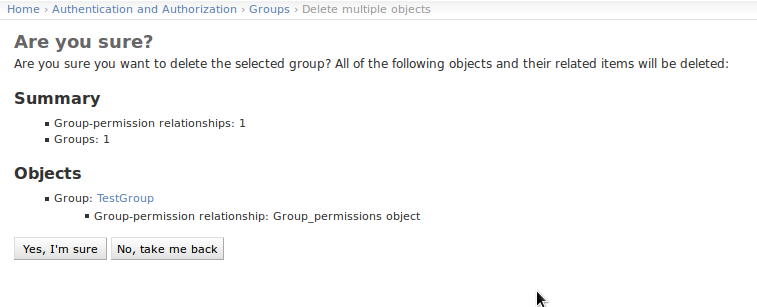 Home › Authentication and Authorization › Groups › Delete multiple objects
Are you sure?
Are you sure you want to delete the selected group? All of the following objects and their related items will be deleted:
Summary
Group-permission relationships: 1
Groups: 1
Objects
Group: TestGroup
Group-permission relationship: Group_permissions object
Yes, I'm sure No, take me back